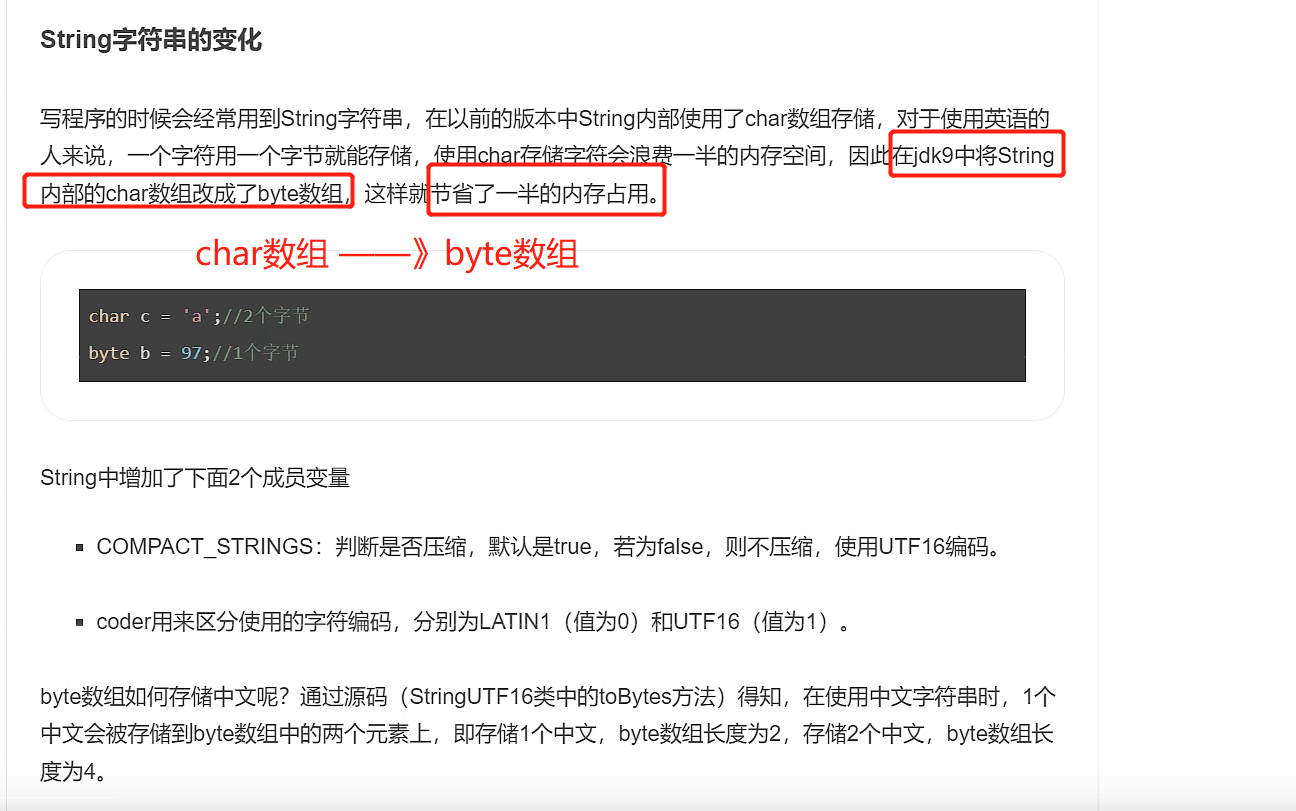 String字符串的变化
写程序的时候会经常用到String字符串，在以前的版本中String内部使用了char数组存储，对于使用英语的
人来说，一个字符用一个字节就能存储，使用char存储字符会浪费一半的内存空间，因此在jdk9中将String
内部的char数组改成了byte数组，这样就节省了一半的内存占用。
char数组 ——》byte数组
char c = 'a';//2个字节
byte b = 97;//1个字节
String中增加了下面2个成员变量
▪ COMPACT_STRINGS：判断是否压缩，默认是true，若为false，则不压缩，使用UTF16编码。
▪ coder用来区分使用的字符编码，分别为LATIN1（值为0）和UTF16（值为1）。
byte数组如何存储中文呢？通过源码（StringUTF16类中的toBytes方法）得知，在使用中文字符串时，1个
中文会被存储到byte数组中的两个元素上，即存储1个中文，byte数组长度为2，存储2个中文，byte数组长
度为4。